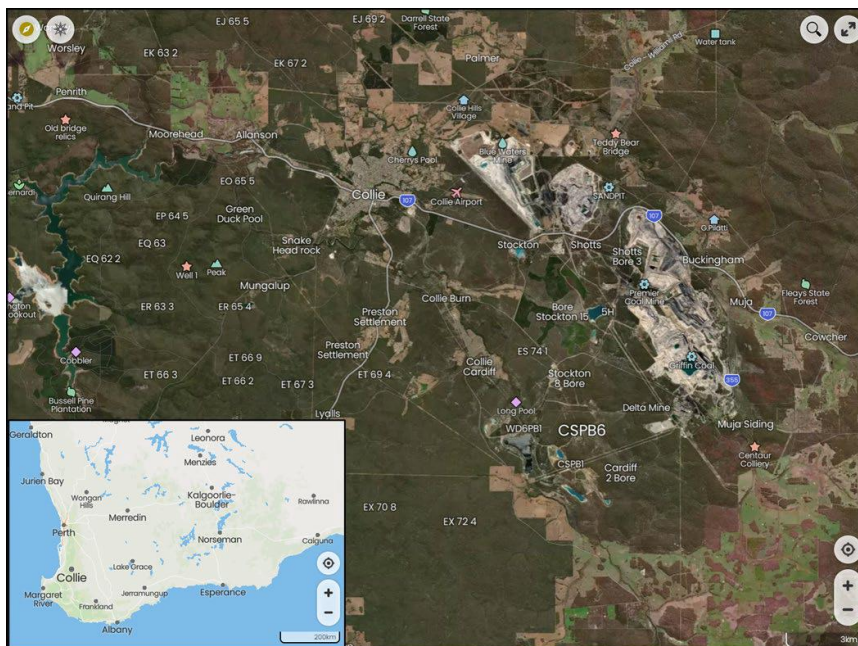 EJ 65 5
EJ 69 2
Darrell State
Forest
Worsley
EK 63 2
EK 67 2
Palmer
Water tank
Collie - Williams Rd
Penrith
Old bridge
relics
Moorehead
Allanson
Collie Hills
Village
Cherrys Pool
Blue Waters
Mine
Teddy Bear
Bridge
SANDPIT
Quirang Hill
EO 65 5
Collie
107
Collie Airport
EP 64 5
Green
Duck Pool
107
G.Pilatti
EQ 63
EQ 62 2
Snake
Head rock
Stockton
Shotts
Shotts
Bore 3
Buckingham
Well 1
Peak
Mungalup
Collie Burn
Premier
Coal Mine
Fleays State
Forest
Muja
ER 63 3
ER 65 4
Preston
Settlement
Bore
Stockton 15
5H
107
Cowcher
Preston
Settlement
Cobbler
ET 66 9
ES 74 1
Collie
Cardiff
Griffin Coal
ET 66 3
ET 66 2
ET 67 3
ET 69 4
Stockton
8 Bore
355
Bussell Pine
Plantation
Lyalls
Long Pool
Delta Mine
WD6PB1
CSPB6
Muja Siding
Centaur
Colliery
CSPB1
Cardiff
2 Bore
EX 70 8
EX 72 4
3km
Geraldton
Leonora
Menzies
Jurien Bay
Wongan
Hills
Kalgoorlie-
Boulder
Rawlinna
Merredin
Perth
Norseman
Caiguna
Lake Grace
Collie
Margaret
River
Jerramungup
Esperance
Frankland
Albany
200km